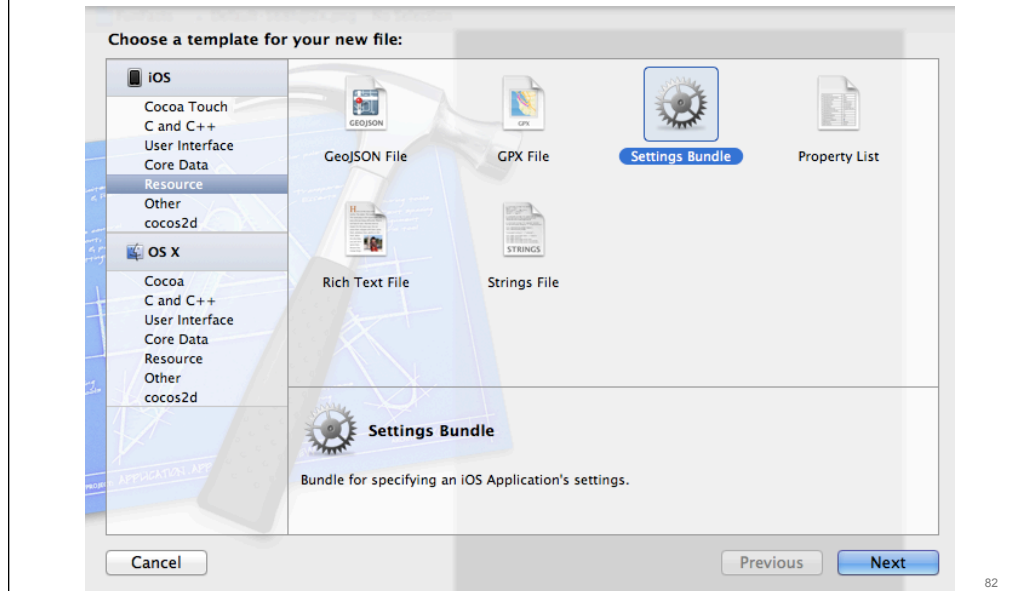 Choose a template for your new file:
iOS
Cocoa Touch
C and C++
User Interface
Core Data
Resource
Other
cocos2d
OS X
Cocoa
C and C++
User Interface
Core Data
Resource
Other
cocos2d
GEOJSON
GeoJSON File
GPX
GPX File
Settings Bundle
Property List
Rich Text File
STRINGS
Strings File
Settings Bundle
Bundle for specifying an iOS Application's settings.
Cancel
Previous
Next
82